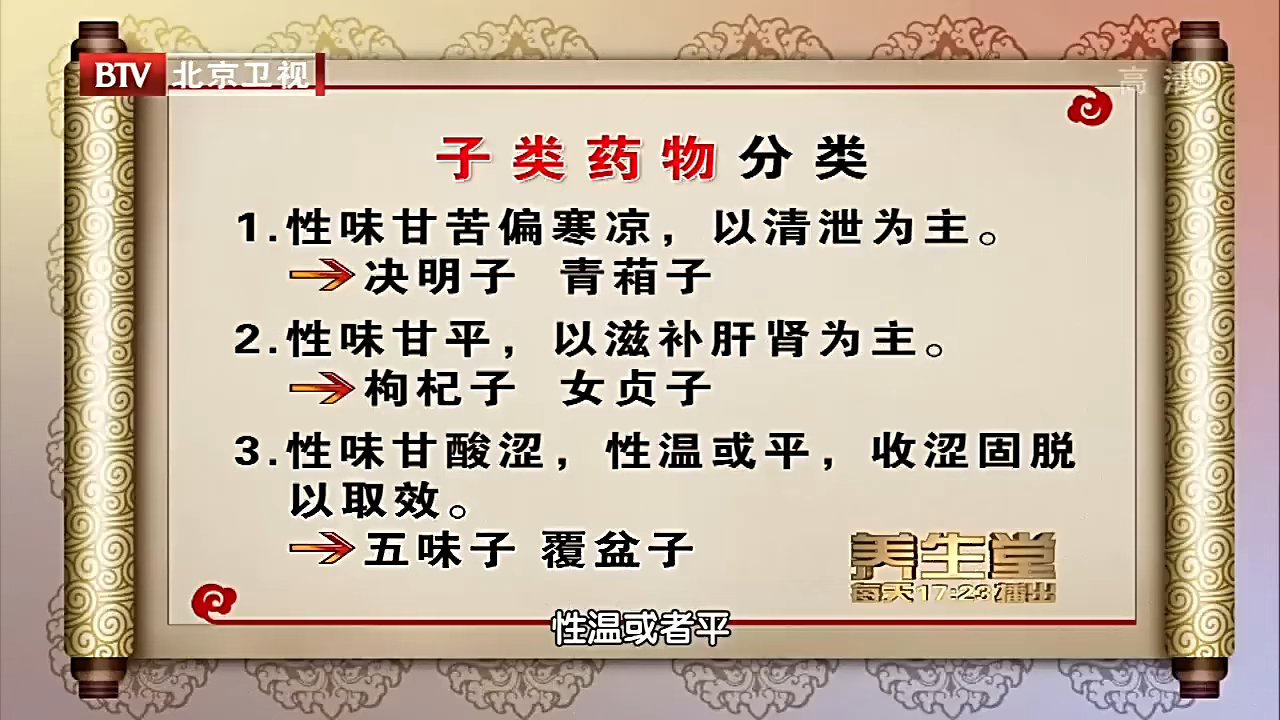 BTV 北京卫视
高清
子类药物分类
1.性味甘苦偏寒凉，以清泄为主。
决明子 青葙子
2.性味甘平，以滋补肝肾为主。
枸杞子 女贞子
3.性味甘酸涩，性温或平，收涩固脱
以取效。
五味子 覆盆子
养生堂
每天17:23播出
性温或者平